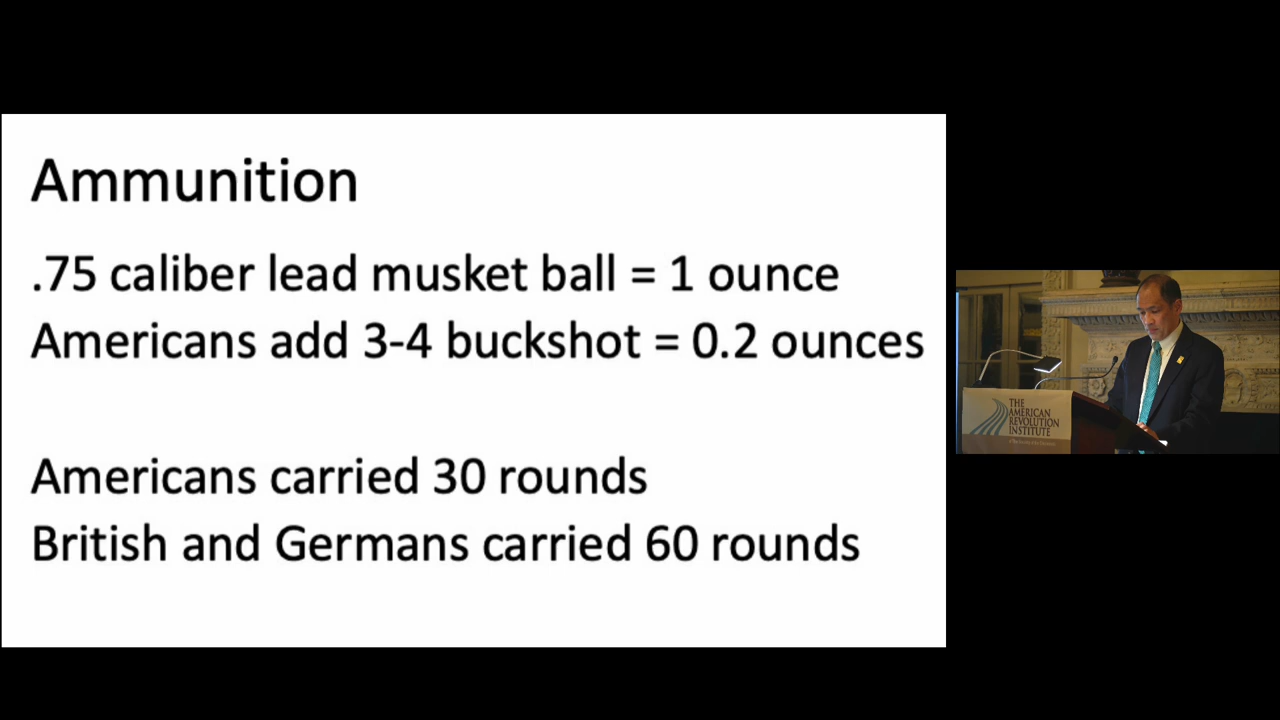 Ammunition
.75 caliber lead musket ball = 1 ounce
Americans add 3-4 buckshot = 0.2 ounces
Americans carried 30 rounds
British and Germans carried 60 rounds
THE
AMERICAN
REVOLUTION
INSTITUTE